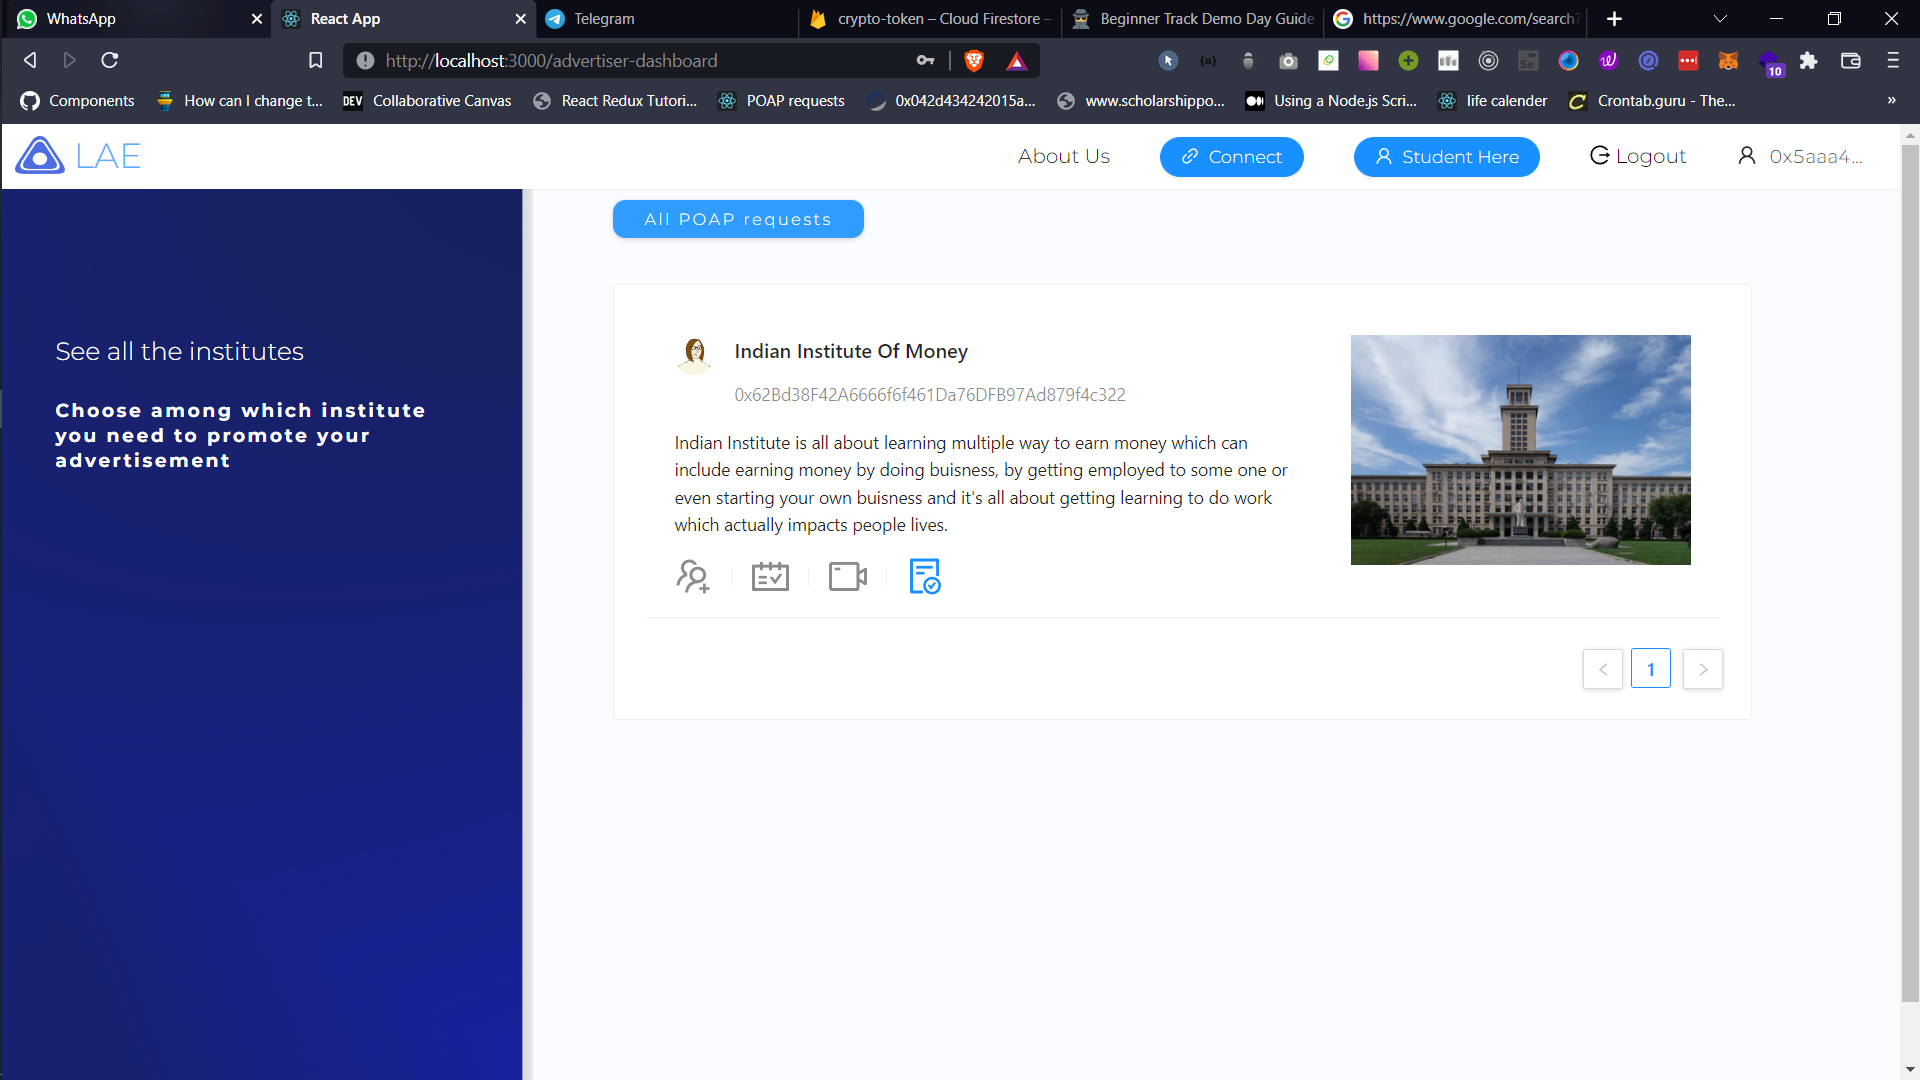 WhatsApp
React App
Telegram
crypto-token – Cloud Firestore –
Beginner Track Demo Day Guide
https://www.google.com/search?
http://localhost:3000/advertiser-dashboard
10
Components
How can I change t...
DEV Collaborative Canvas
React Redux Tutori...
POAP requests
0x042d434242015a...
www.scholarshippo...
Using a Node.js Scri...
life calender
Crontab.guru - The...
»
LAE
About Us
Connect
Student Here
Logout
0x5aaa4...
All POAP requests
See all the institutes
Choose among which institute
you need to promote your
advertisement
Indian Institute Of Money
0x62Bd38F42A6666f6f461Da76DFB97Ad879f4c322
Indian Institute is all about learning multiple way to earn money which can
include earning money by doing buisness, by getting employed to some one or
even starting your own buisness and it's all about getting learning to do work
which actually impacts people lives.
< 1 >